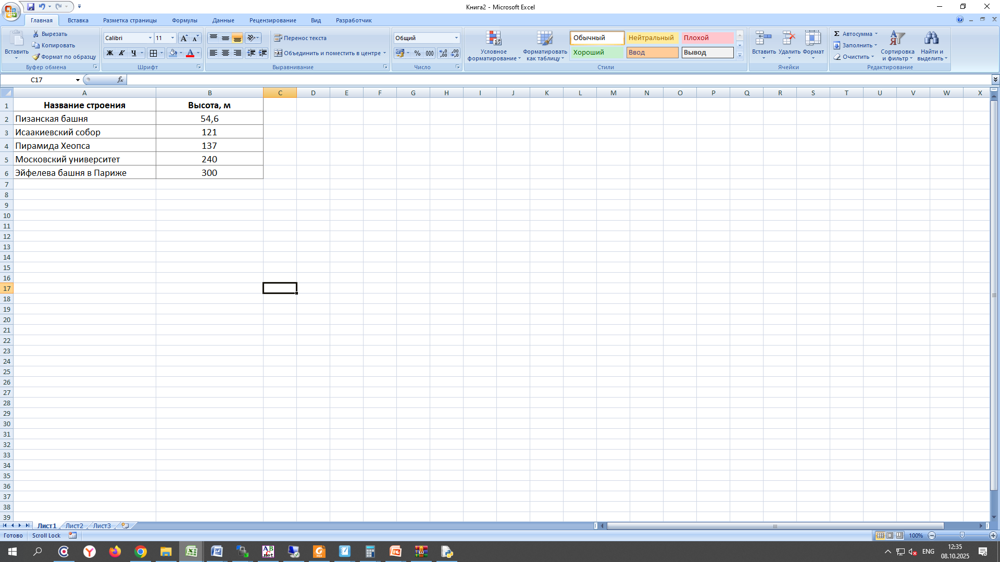 Книга2 - Microsoft Excel
Главная Вставка Разметка страницы Формулы Данные Рецензирование Вид Разработчик
Вставить
Вырезать
Копировать
Формат по образцу
Буфер обмена
Calibri 11
Ж К Ч
Шрифт
Перенос текста
Объединить и поместить в центре
Выравнивание
Общий
% 000
Число
Условное форматирование
Форматировать как таблицу
Обычный Нейтральный Плохой
Хороший Ввод Вывод
Стили
Вставить Удалить Формат
Ячейки
Σ Автосумма
Заполнить
Очистить
Сортировка и фильтр
Найти и выделить
Редактирование
C17 fx
A B C D E F G H I J K L M N O P Q R S T U V W X
1 Название строения Высота, м
2 Пизанская башня 54,6
3 Исаакиевский собор 121
4 Пирамида Хеопса 137
5 Московский университет 240
6 Эйфелева башня в Париже 300
7
8
9
10
11
12
13
14
15
16
17
18
19
20
21
22
23
24
25
26
27
28
29
30
31
32
33
34
35
36
37
38
39
Лист1 Лист2 Лист3
Готово Scroll Lock 100%
ENG 12:35
08.10.2025